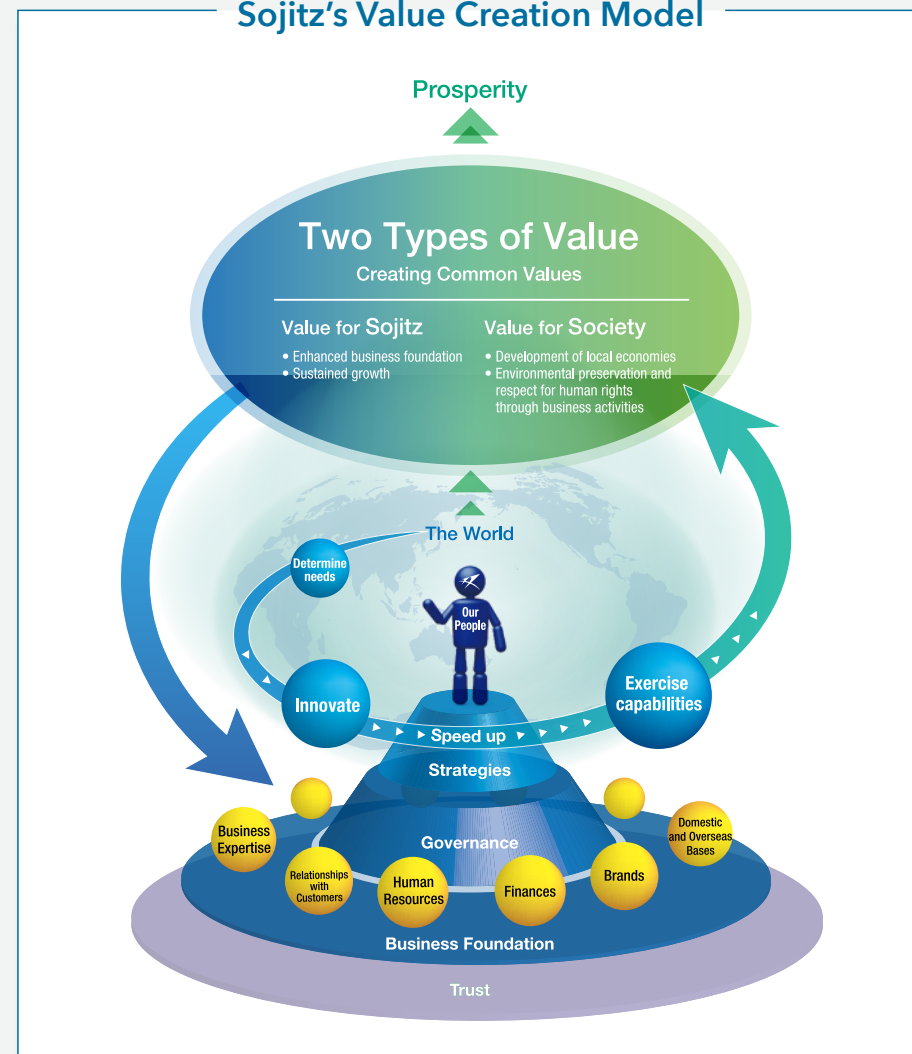 Sojitz's Value Creation Model
Prosperity
Two Types of Value
Creating Common Values
Value for Sojitz
• Enhanced business foundation
• Sustained growth
Value for Society
• Development of local economies
• Environmental preservation and
respect for human rights
through business activities
The World
Determine
needs
Our
People
Innovate
Speed up
Exercise
capabilities
Strategies
Governance
Business
Expertise
Relationships
with
Customers
Human
Resources
Finances
Brands
Domestic
and Overseas
Bases
Business Foundation
Trust